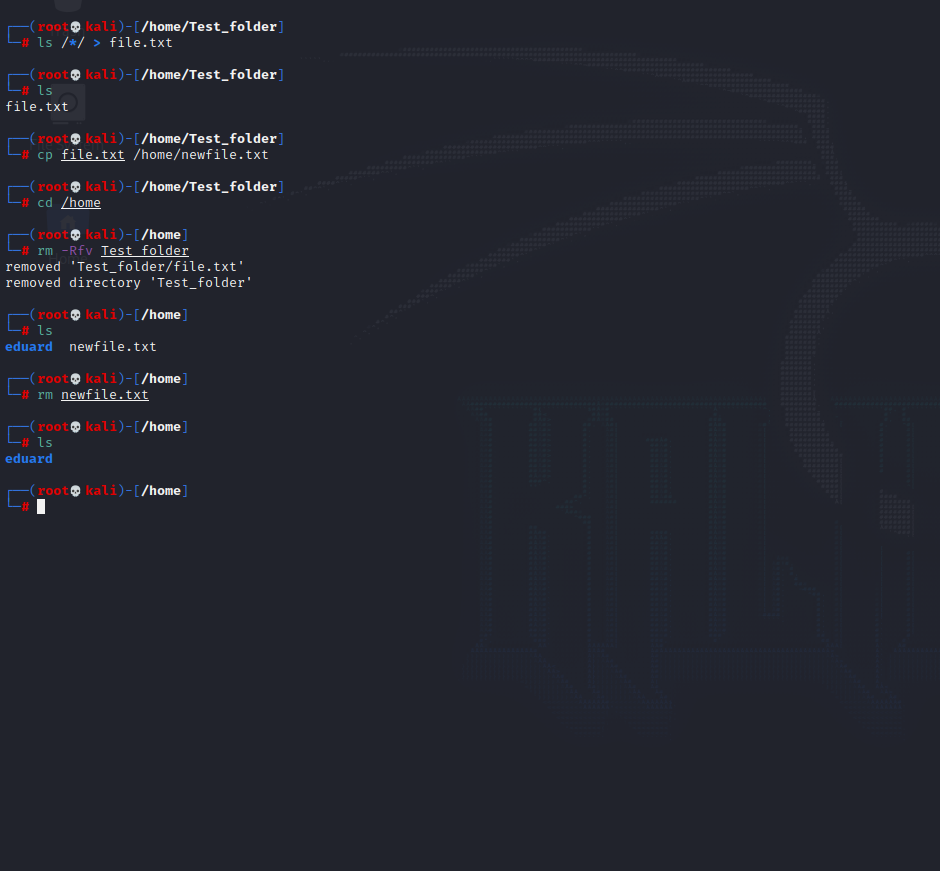 ┌──(root💀kali)-[/home/Test_folder]
└─# ls /*/ > file.txt
┌──(root💀kali)-[/home/Test_folder]
└─# ls
file.txt
┌──(root💀kali)-[/home/Test_folder]
└─# cp file.txt /home/newfile.txt
┌──(root💀kali)-[/home/Test_folder]
└─# cd /home
┌──(root💀kali)-[/home]
└─# rm -Rfv Test_folder
removed 'Test_folder/file.txt'
removed directory 'Test_folder'
┌──(root💀kali)-[/home]
└─# ls
eduard  newfile.txt
┌──(root💀kali)-[/home]
└─# rm newfile.txt
┌──(root💀kali)-[/home]
└─# ls
eduard
┌──(root💀kali)-[/home]
└─#